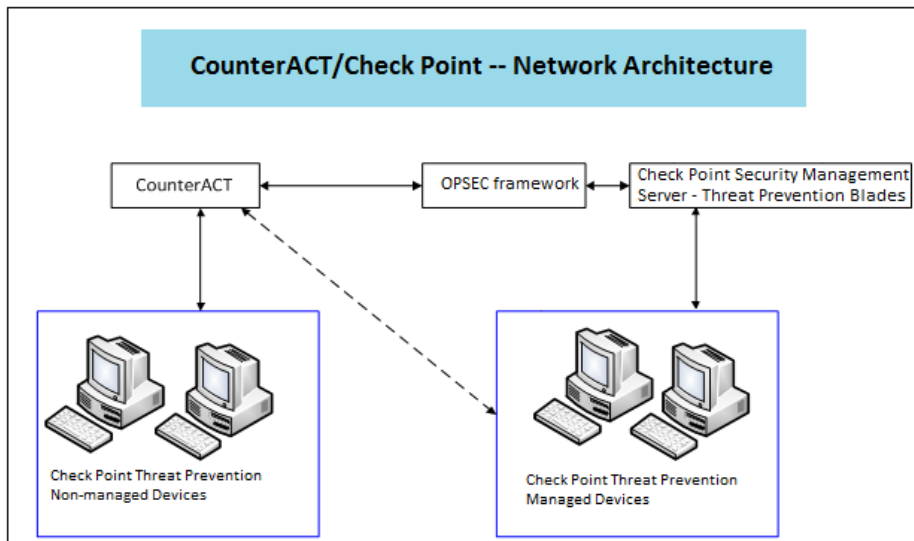 CounterACT/Check Point -- Network Architecture
CounterACT
OPSEC framework
Check Point Security Management
Server - Threat Prevention Blades
Check Point Threat Prevention
Non-managed Devices
Check Point Threat Prevention
Managed Devices